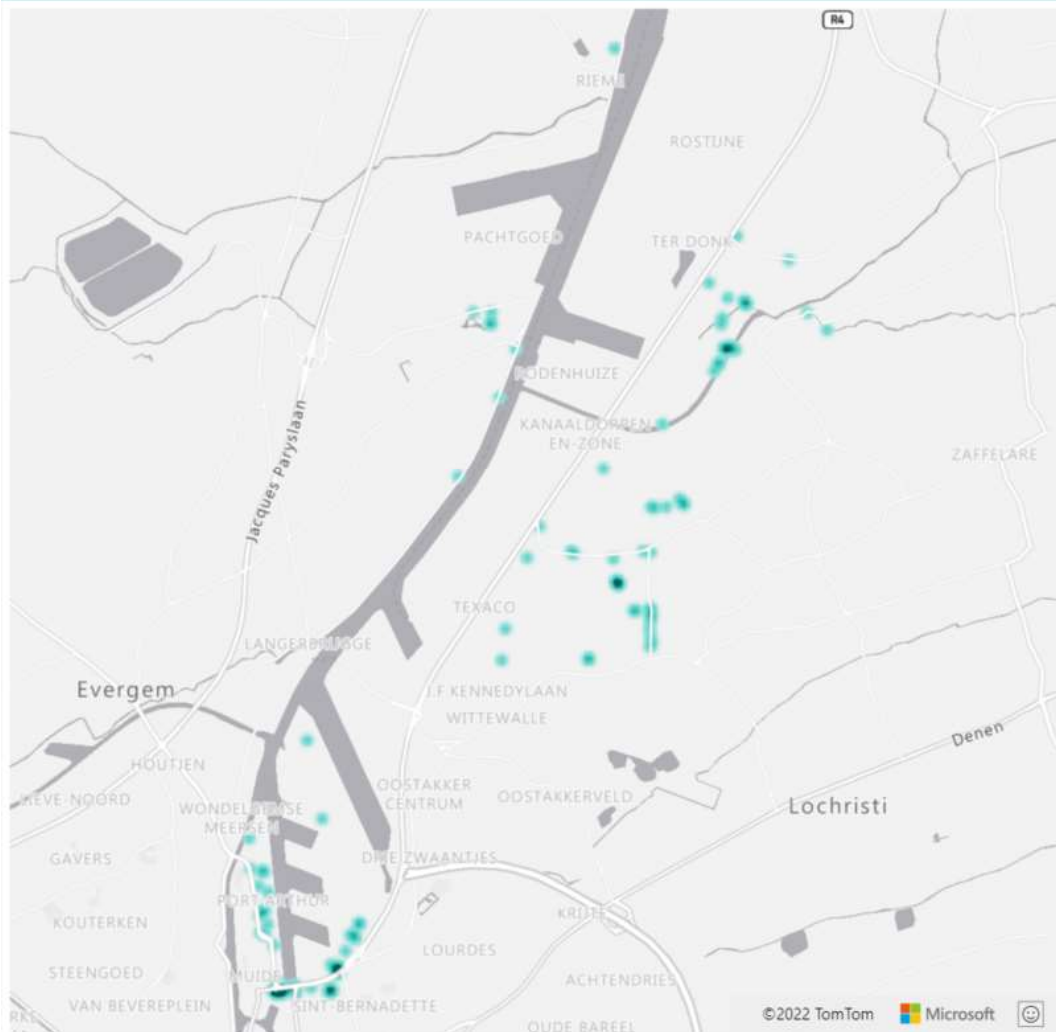 R4
RIEME
ROSTIJNE
PACHTGOED
TER DONK
RODENHUIZE
KANAALDORPEN
EN-ZONE
ZAFFELARE
Jacques Paryslaan
TEXACO
LANGERBRUGGE
Evergem
J.F KENNEDYLAAN
WITTEWALLE
Denen
HOUTJEN
OOSTAKKER
CENTRUM
OOSTAKKERVELD
LIEVE-NOORD
WONDELGEMSE
MEERSEN
Lochristi
GAVERS
DRIE ZWAANTJES
PORT ARTHUR
KOUTERKEN
KRIJTE
LOURDES
STEENGOED
MUIDE
ACHTENDRIES
VAN BEVEREPLEIN
SINT-BERNADETTE
©2022 TomTom
Microsoft
OUDE BAREEL